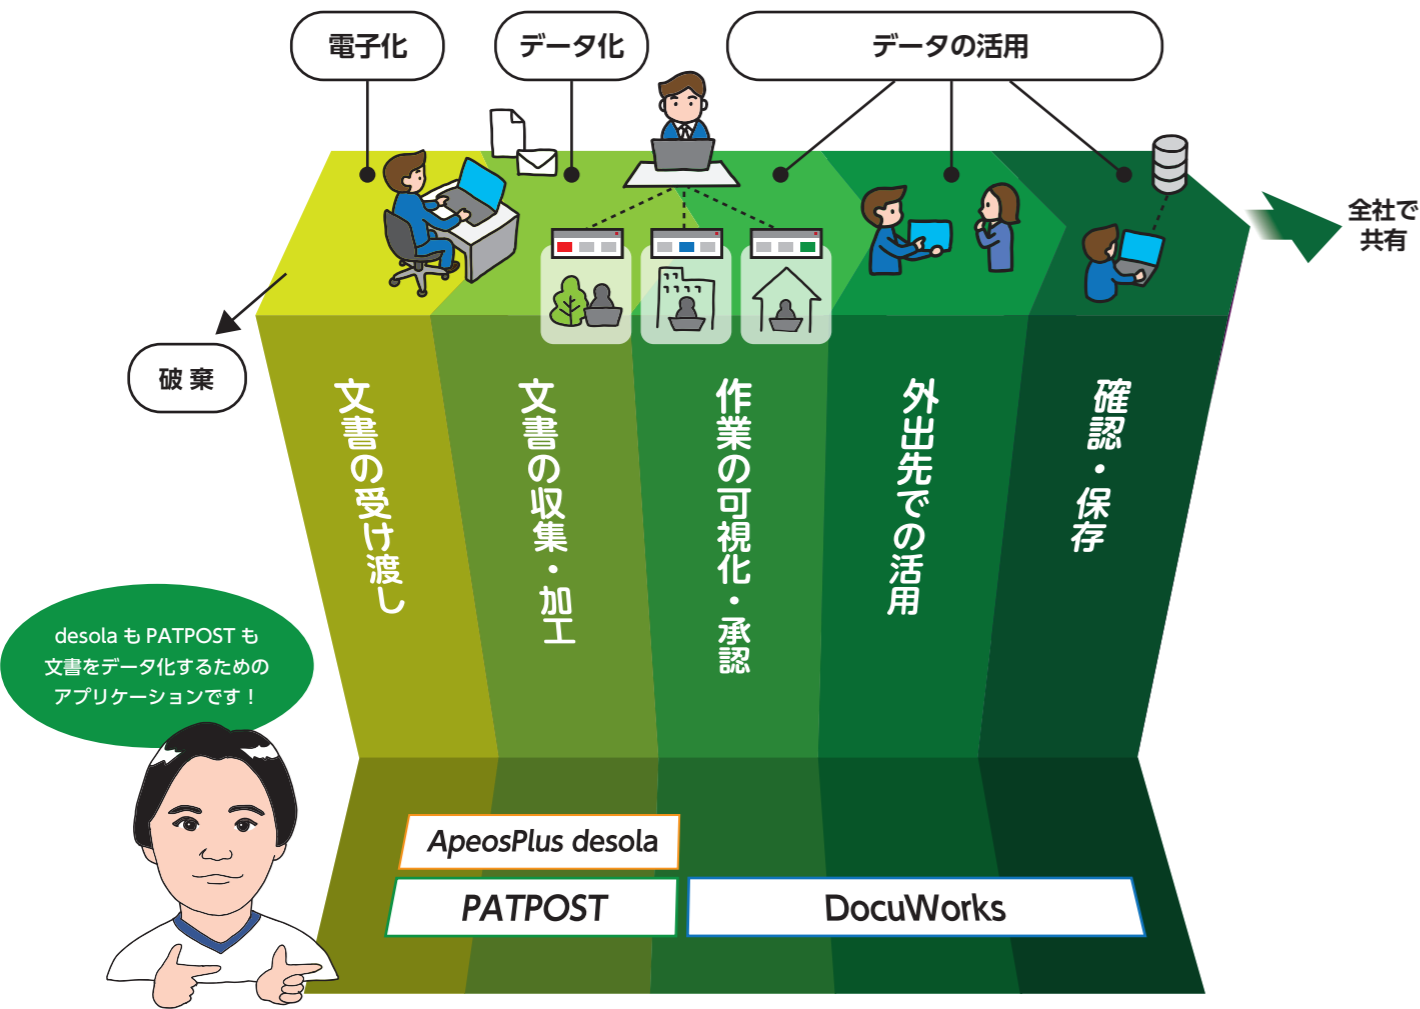 電子化
データ化
データの活用
全社で
共有
破棄
文書の受け渡し
文書の収集・加工
作業の可視化・承認
外出先での活用
確認・保存
desola も PATPOST も
文書をデータ化するための
アプリケーションです！
ApeosPlus desola
PATPOST
DocuWorks